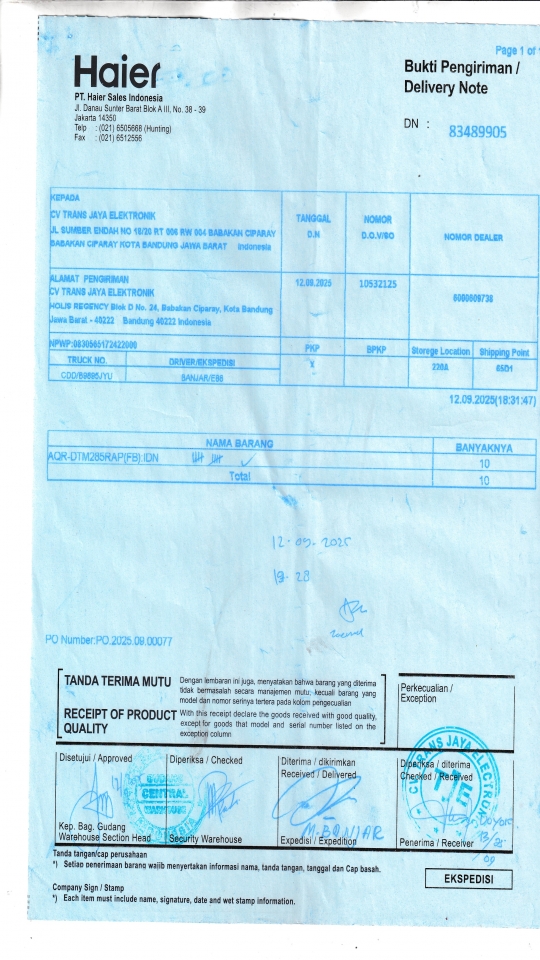 Page 1 of
Haier
Bukti Pengiriman /
Delivery Note
PT. Haier Sales Indonesia
Jl. Danau Sunter Barat Blok A III, No. 38 - 39
Jakarta 14350
Telp : (021) 6505668 (Hunting)
Fax : (021) 6512556
DN : 83489905
KEPADA
CV TRANS JAYA ELEKTRONIK
JL SUMBER ENDAH NO 18/20 RT 006 RW 004 BABAKAN CIPARAY
BABAKAN CIPARAY KOTA BANDUNG JAWA BARAT Indonesia
TANGGAL
D.N
NOMOR
D.O.V/SO
NOMOR DEALER
ALAMAT PENGIRIMAN
CV TRANS JAYA ELEKTRONIK
HOLIS REGENCY Blok D No. 24, Babakan Ciparay, Kota Bandung
Jawa Barat - 40222 Bandung 40222 Indonesia
12.09.2025
10532125
6000609738
NPWP:0830565172422000
PKP
BPKP
Storage Location
Shipping Point
TRUCK NO.
DRIVER/EKSPEDISI
X
220A
65D1
CDD/B9895JYU
BANJAR/E86
12.09.2025(18:31:47)
NAMA BARANG
BANYAKNYA
AQR-DTM285RAP(FB):IDN
10
Total
10
12-09-2025
19-28
PO Number:PO.2025.09.00077
TANDA TERIMA MUTU
Dengan lembaran ini juga, menyatakan bahwa barang yang diterima
tidak bermasalah secara manajemen mutu, kecuali barang yang
model dan nomor serinya tertera pada kolom pengecualian
RECEIPT OF PRODUCT
QUALITY
With this receipt declare the goods received with good quality,
except for goods that model and serial number listed on the
exception column
Perkecualian /
Exception
Disetujui / Approved
Diperiksa / Checked
Diterima / dikirimkan
Received / Delivered
Diperiksa / diterima
Checked / Received
CV. TRANS JAYA ELEKTRONIK
TJE
GUDANG
CENTRAL
M-BANJAR
Kep. Bag. Gudang
Warehouse Section Head
Security Warehouse
Expedisi / Expedition
Penerima / Receiver
Tanda tangan/cap perusahaan
*) Setiap penerimaan barang wajib menyertakan informasi nama, tanda tangan, tanggal dan Cap basah.
EKSPEDISI
Company Sign / Stamp
*) Each item must include name, signature, date and wet stamp information.